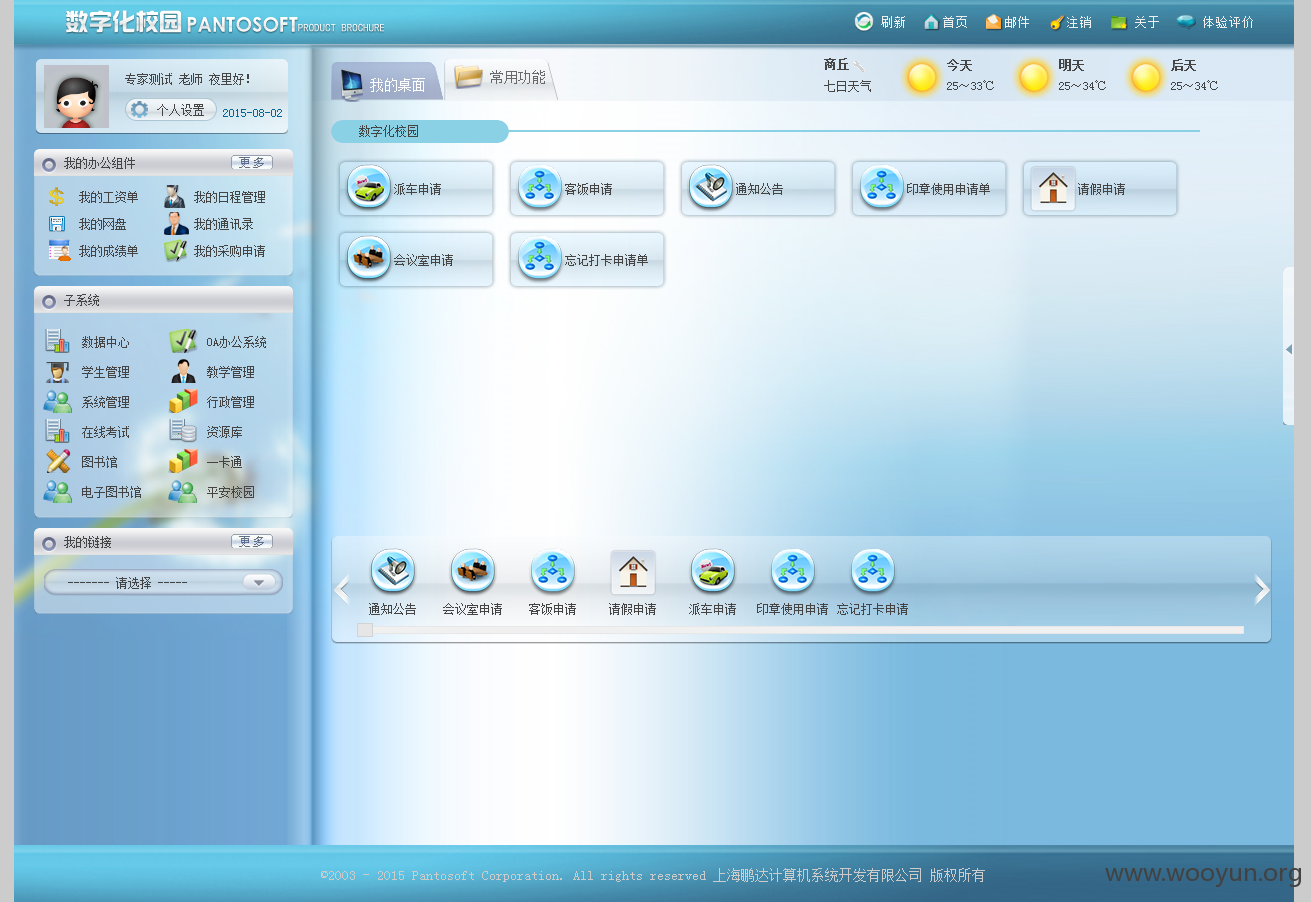 数字化校园 PANTOSOFT PRODUCT BROCHURE
刷新 首页 邮件 注销 关于 体验评价
专家测试 老师 夜里好!
个人设置 2015-08-02
我的桌面 常用功能
商丘 今天 明天 后天
七日天气 25～33℃ 25～34℃ 25～34℃
我的办公组件 更多
我的工资单 我的日程管理
我的网盘 我的通讯录
我的成绩单 我的采购申请
子系统
数据中心 OA办公系统
学生管理 教学管理
系统管理 行政管理
在线考试 资源库
图书馆 一卡通
电子图书馆 平安校园
我的链接 更多
------- 请选择 -----
数字化校园
派车申请 客饭申请 通知公告 印章使用申请单 请假申请
会议室申请 忘记打卡申请单
通知公告 会议室申请 客饭申请 请假申请 派车申请 印章使用申请 忘记打卡申请
©2003 - 2015 Pantosoft Corporation. All rights reserved 上海鹏达计算机系统开发有限公司 版权所有
www.wooyun.org